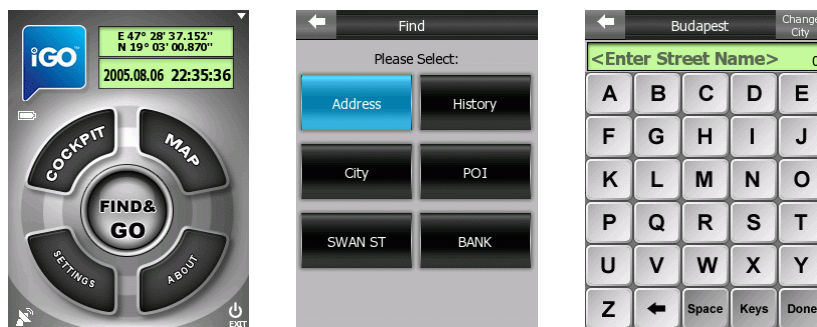 iGO
E 47° 28' 37.152"
N 19° 03' 00.870"
2005.08.06 22:35:36
COCKPIT
MAP
FIND&
GO
SETTINGS
ABOUT
EXIT
Find
Please Select:
Address
History
City
POI
SWAN ST
BANK
Budapest
Change
City
<Enter Street Name>
A B C D E
F G H I J
K L M N O
P Q R S T
U V W X Y
Z Space Keys Done